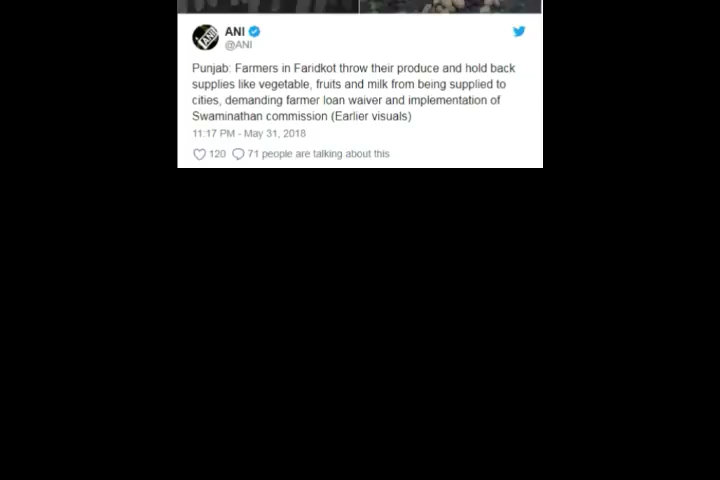 ANI
@ANI
Punjab: Farmers in Faridkot throw their produce and hold back
supplies like vegetable, fruits and milk from being supplied to
cities, demanding farmer loan waiver and implementation of
Swaminathan commission (Earlier visuals)
11:17 PM - May 31, 2018
120 71 people are talking about this